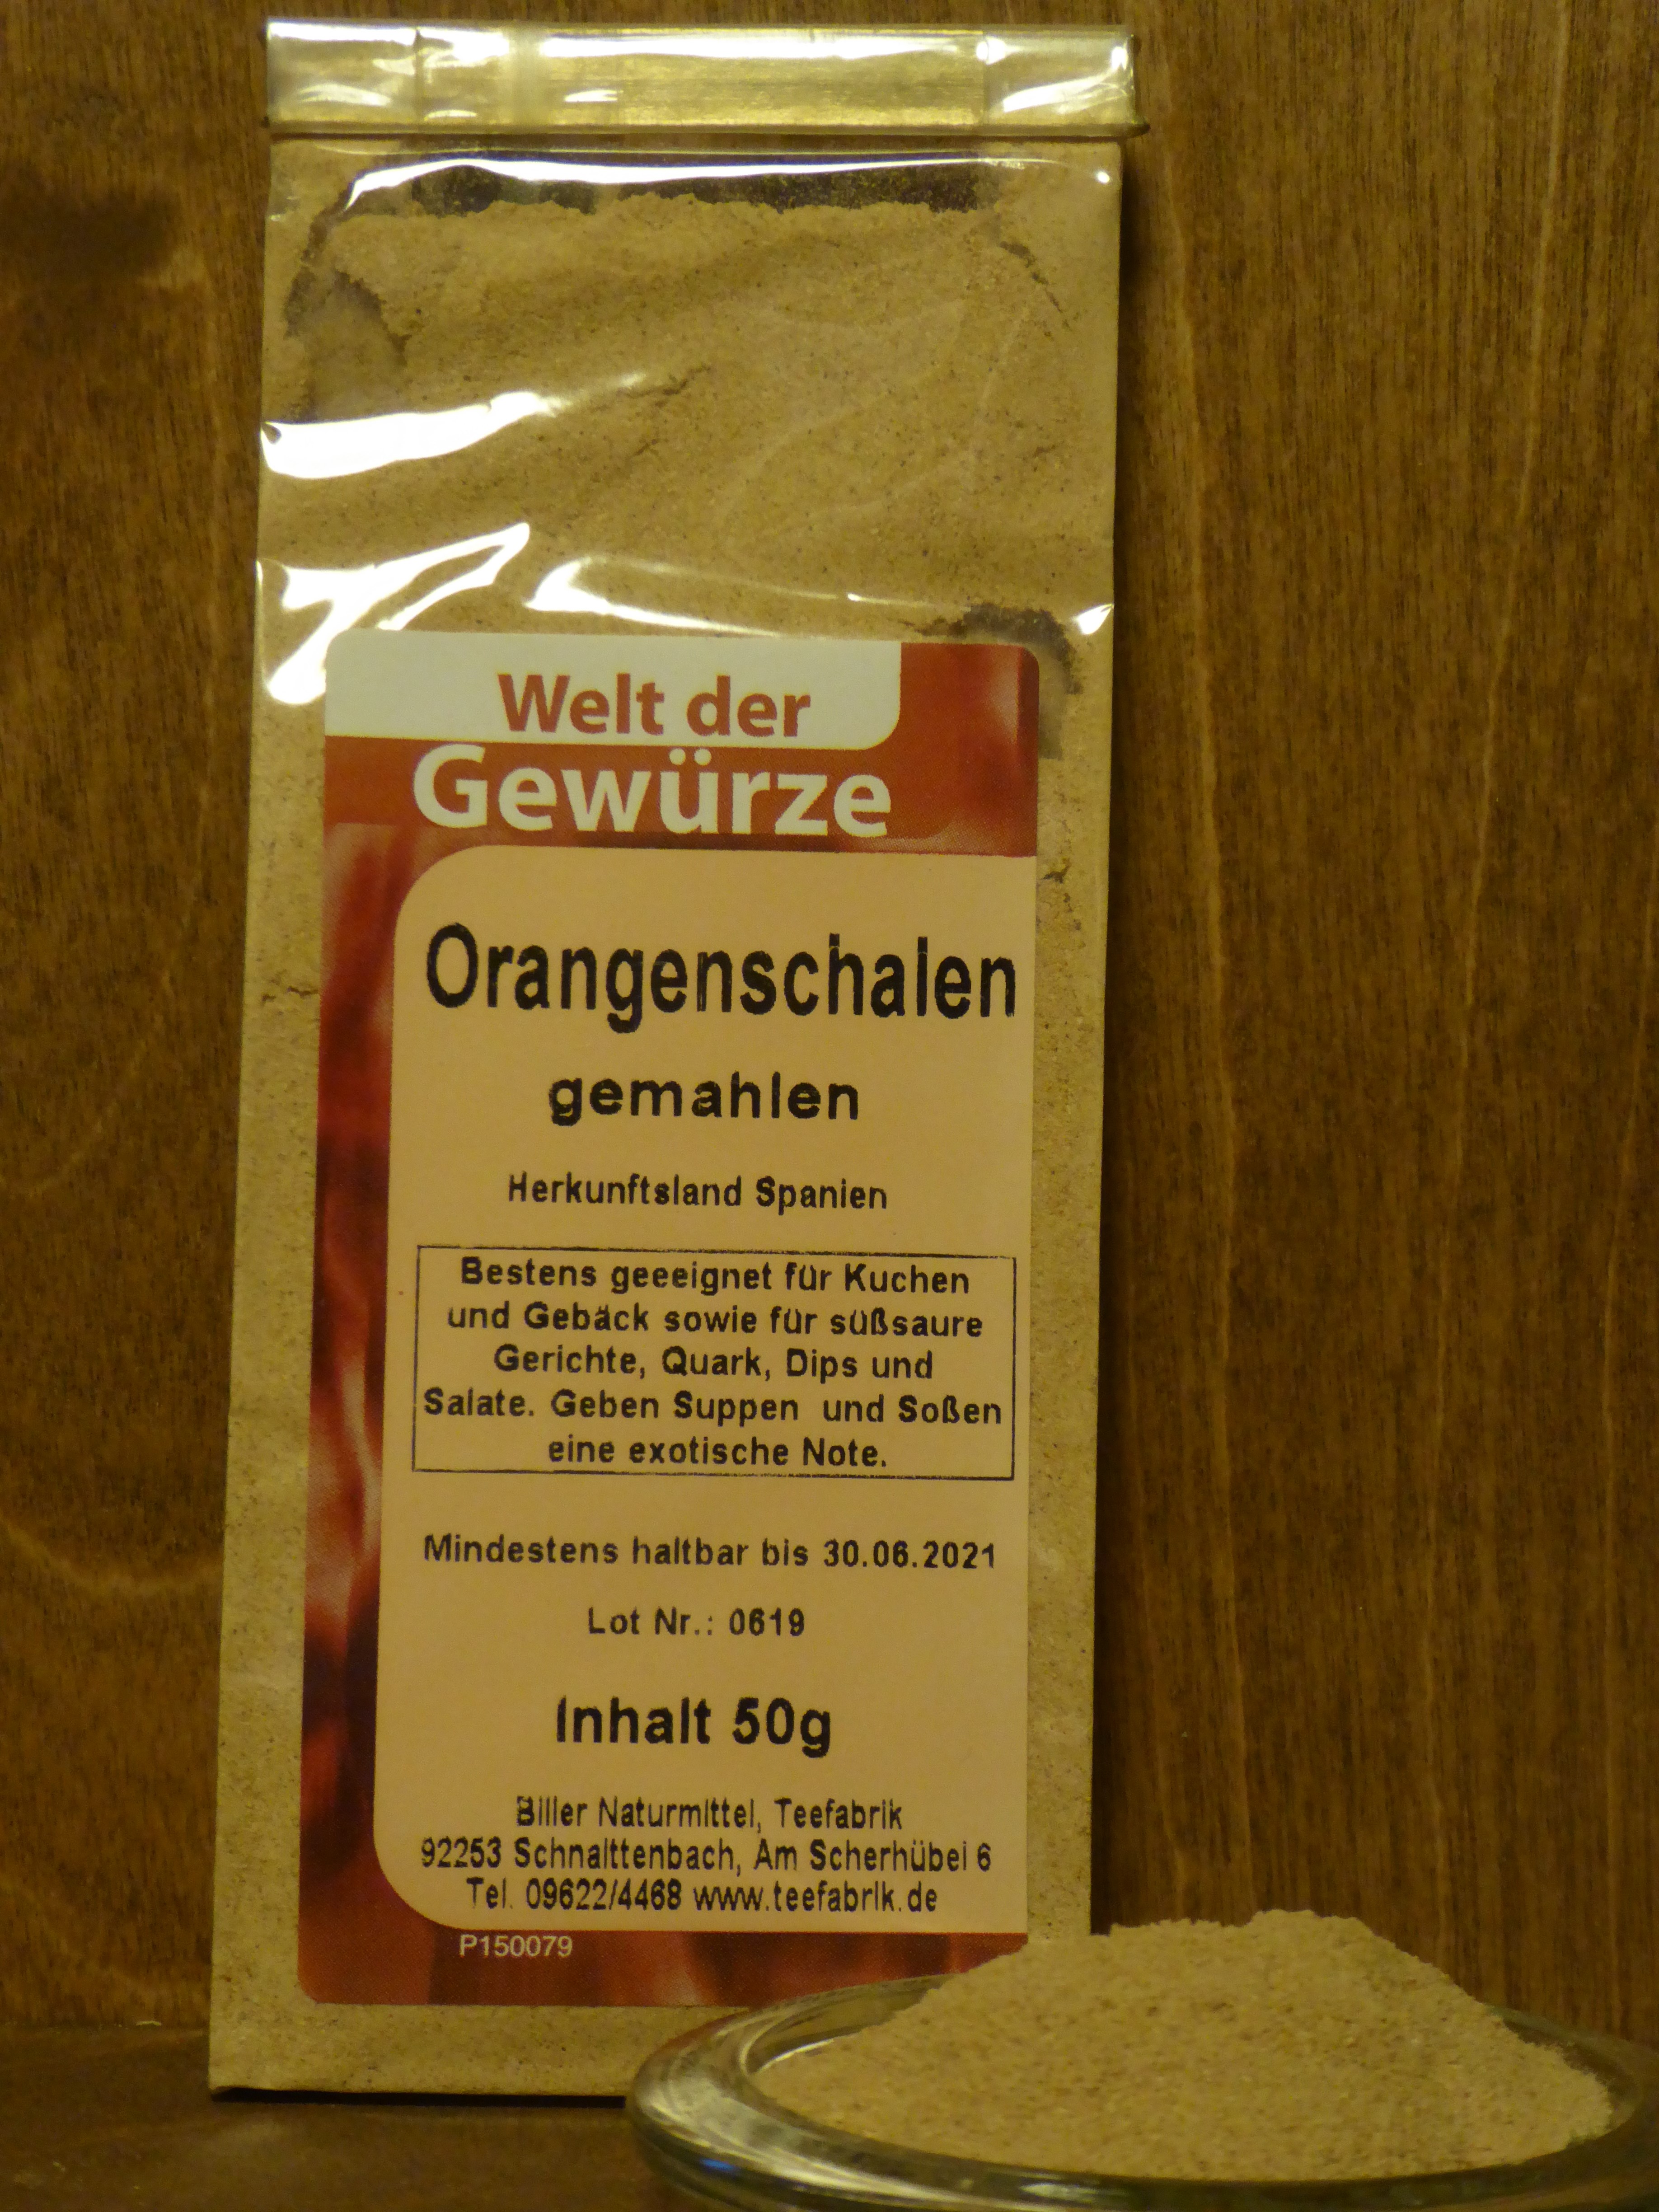 Welt der
Gewürze
Orangenschalen
gemahlen
Herkunftsland Spanien
Bestens geeeignet für Kuchen
und Gebäck sowie für süßsaure
Gerichte, Quark, Dips und
Salate. Geben Suppen und Soßen
eine exotische Note.
Mindestens haltbar bis 30.06.2021
Lot Nr.: 0619
Inhalt 50g
Biller Naturmittel, Teefabrik
92253 Schnaittenbach, Am Scherhübel 6
Tel. 09622/4468 www.teefabrik.de
P150079